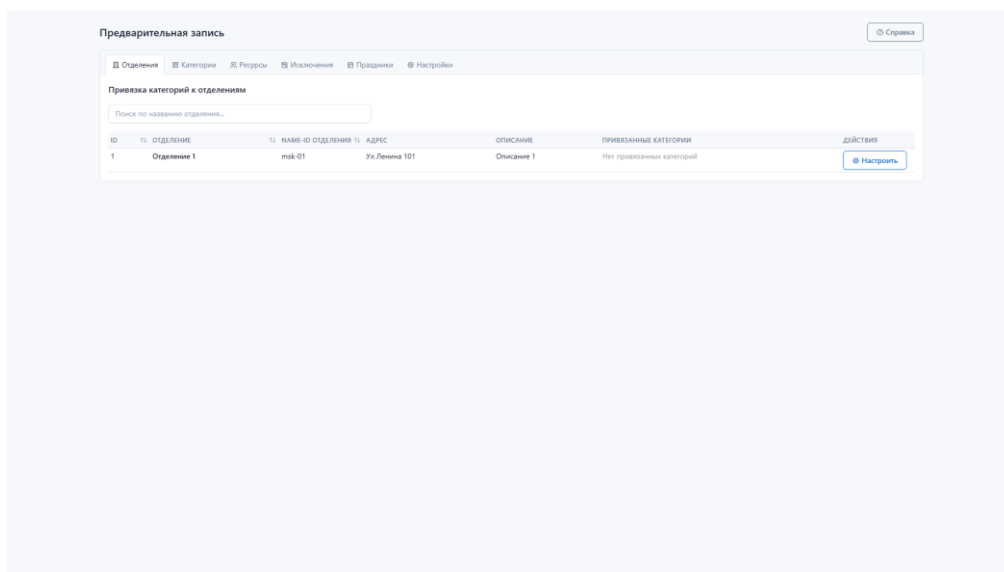 Предварительная запись
Справка
Отделения Категории Ресурсы Исключения Праздники Настройки
Привязка категорий к отделениям
Поиск по названию отделения...
ID ОТДЕЛЕНИЕ NAME-ID ОТДЕЛЕНИЯ АДРЕС ОПИСАНИЕ ПРИВЯЗАННЫЕ КАТЕГОРИИ ДЕЙСТВИЯ
1 Отделение 1 msk-01 Ул Ленина 101 Описание 1 Нет привязанных категорий Настроить